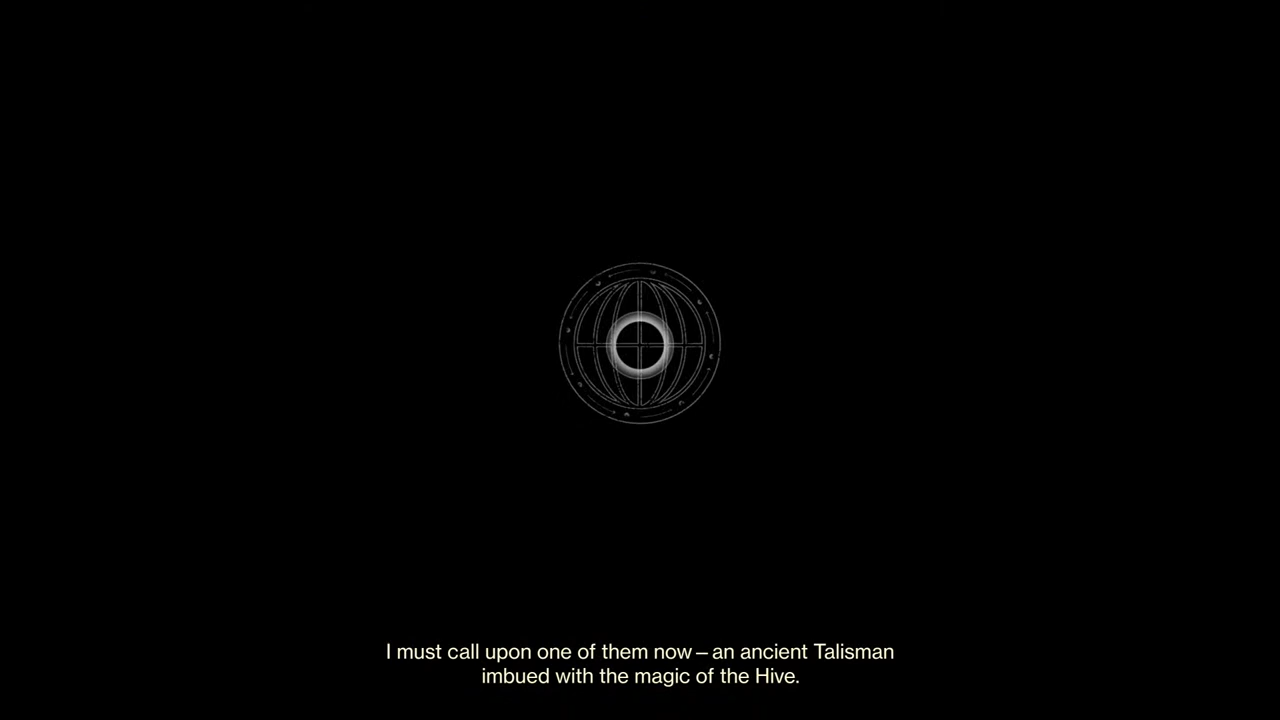 I must call upon one of them now – an ancient Talisman
imbued with the magic of the Hive.